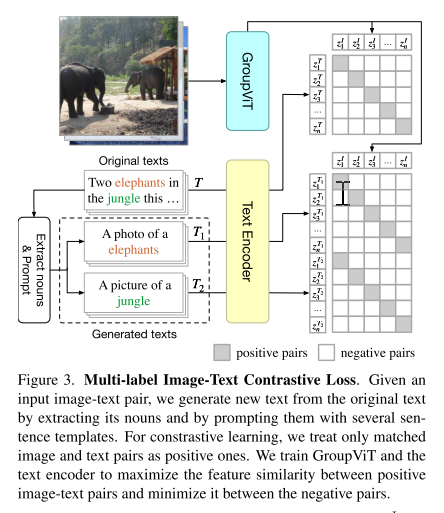 GroupViT
z_1^I z_2^I z_3^I ... z_n^I
z_1^T
z_2^T
z_3^T
...
z_n^T
Original texts
Two elephants in
the jungle this …
T
Extract nouns
& Prompt
A photo of a
elephants
T_1
A picture of a
jungle
T_2
Generated texts
Text Encoder
z_1^I z_2^I z_3^I ... z_n^I
z_1^{T_1}
z_2^{T_1}
z_3^{T_1}
...
z_n^{T_1}
z_1^{T_2}
z_2^{T_2}
z_3^{T_2}
...
z_n^{T_2}
positive pairs
negative pairs
Figure 3. Multi-label Image-Text Contrastive Loss. Given an
input image-text pair, we generate new text from the original text
by extracting its nouns and by prompting them with several sen-
tence templates. For constrastive learning, we treat only matched
image and text pairs as positive ones. We train GroupViT and the
text encoder to maximize the feature similarity between positive
image-text pairs and minimize it between the negative pairs.